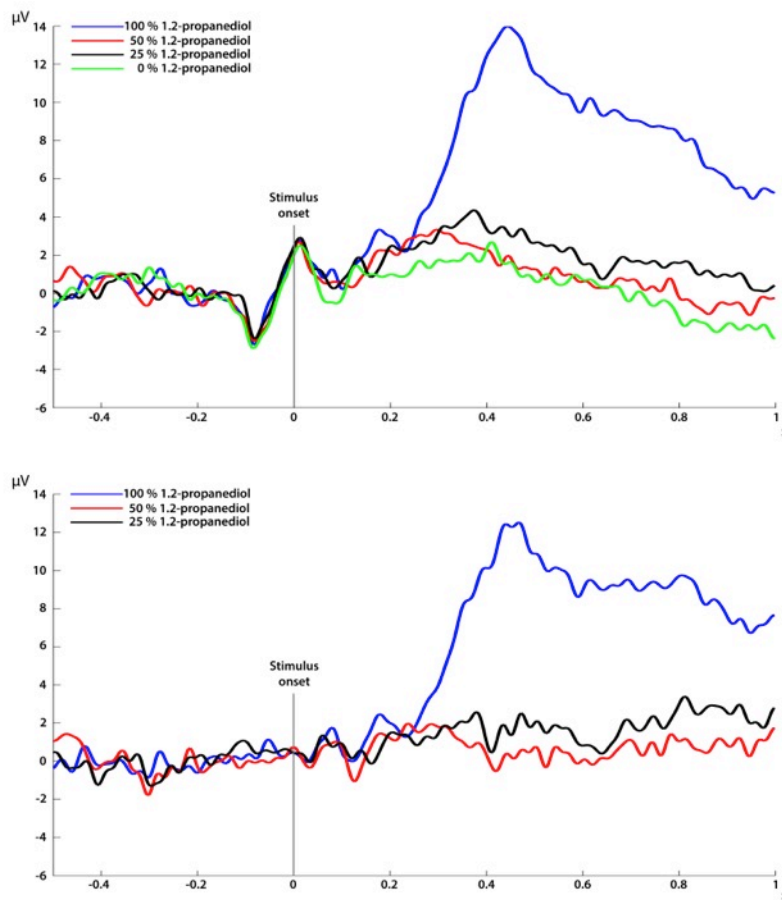 µV
14
100 % 1.2-propanediol
50 % 1.2-propanediol
25 % 1.2-propanediol
0 % 1.2-propanediol
12
10
8
6
Stimulus
onset
4
2
0
-2
-4
-6
-0.4 -0.2 0 0.2 0.4 0.6 0.8 1
µV
14
100 % 1.2-propanediol
50 % 1.2-propanediol
25 % 1.2-propanediol
12
10
8
6
Stimulus
onset
4
2
0
-2
-4
-6
-0.4 -0.2 0 0.2 0.4 0.6 0.8 1